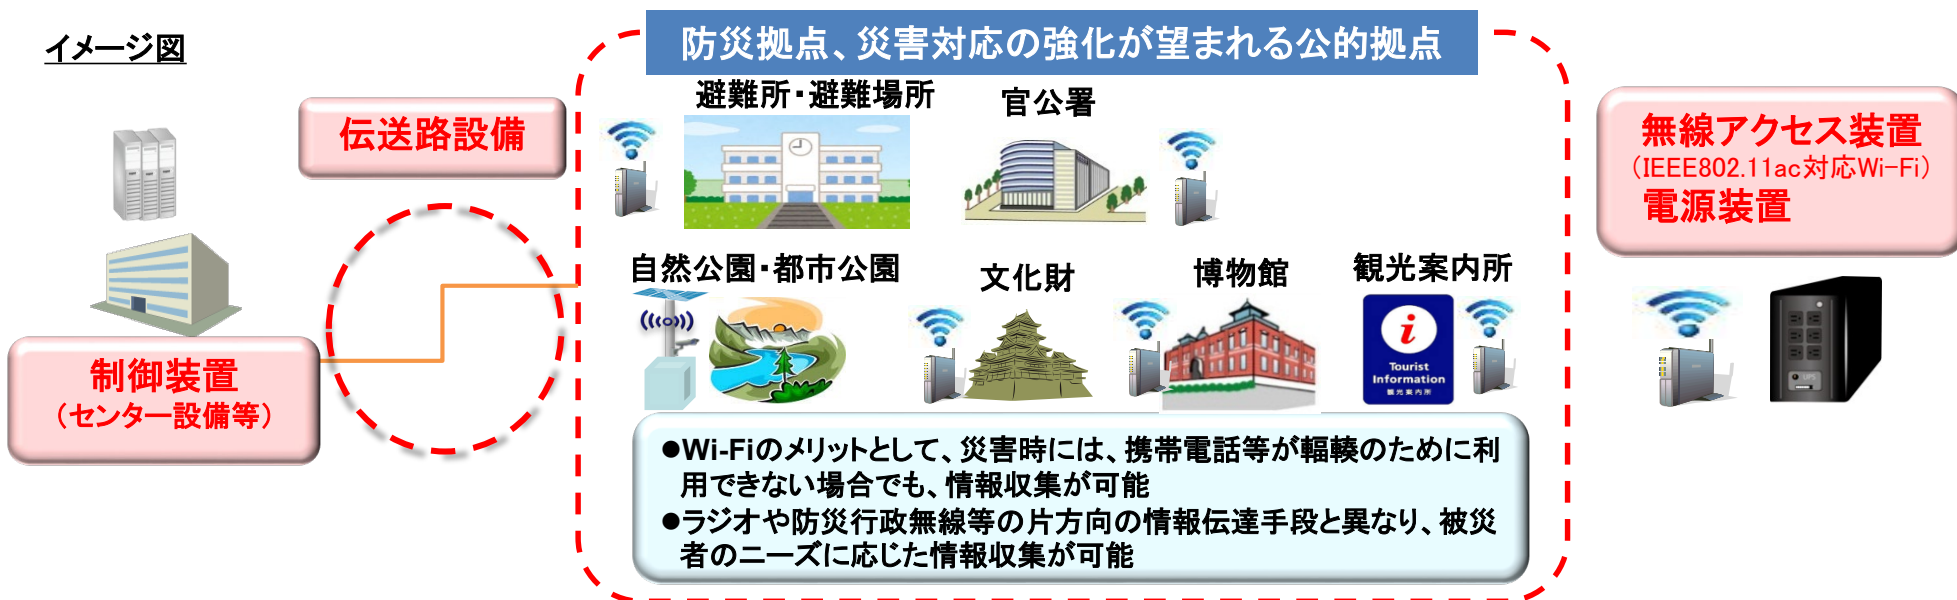 イメージ図
伝送路設備
制御装置
（センター設備等）
防災拠点、災害対応の強化が望まれる公的拠点
避難所・避難場所
官公署
自然公園・都市公園
文化財
博物館
観光案内所
i
Tourist
Information
観光案内所
●Wi-Fiのメリットとして、災害時には、携帯電話等が輻輳のために利
用できない場合でも、情報収集が可能
●ラジオや防災行政無線等の片方向の情報伝達手段と異なり、被災
者のニーズに応じた情報収集が可能
無線アクセス装置
（IEEE802.11ac対応Wi-Fi）
電源装置
UPS